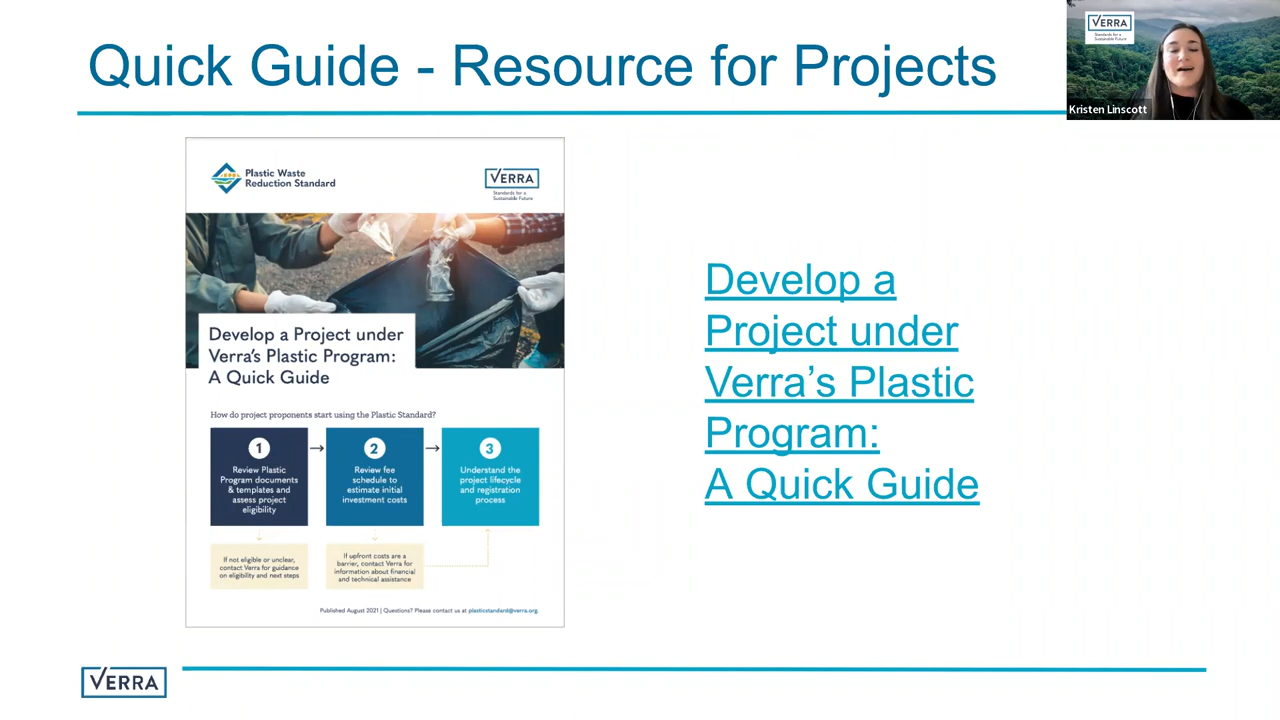 Quick Guide - Resource for Projects
VERRA
Standards for a
Sustainable Future
Kristen Linscott
Plastic Waste
Reduction Standard
VERRA
Standards for a
Sustainable Future
Develop a Project under
Verra's Plastic Program:
A Quick Guide
How do project proponents start using the Plastic Standard?
1
Review Plastic
Program documents
& templates and
assess project
eligibility
2
Review fee
schedule to
estimate initial
investment costs
3
Understand the
project lifecycle
and registration
process
If not eligible or unclear,
contact Verra for guidance
on eligibility and next steps
If upfront costs are a
barrier, contact Verra for
information about financial
and technical assistance
Published August 2021 | Questions? Please contact us at plasticstandard@verra.org.
Develop a
Project under
Verra’s Plastic
Program:
A Quick Guide
VERRA